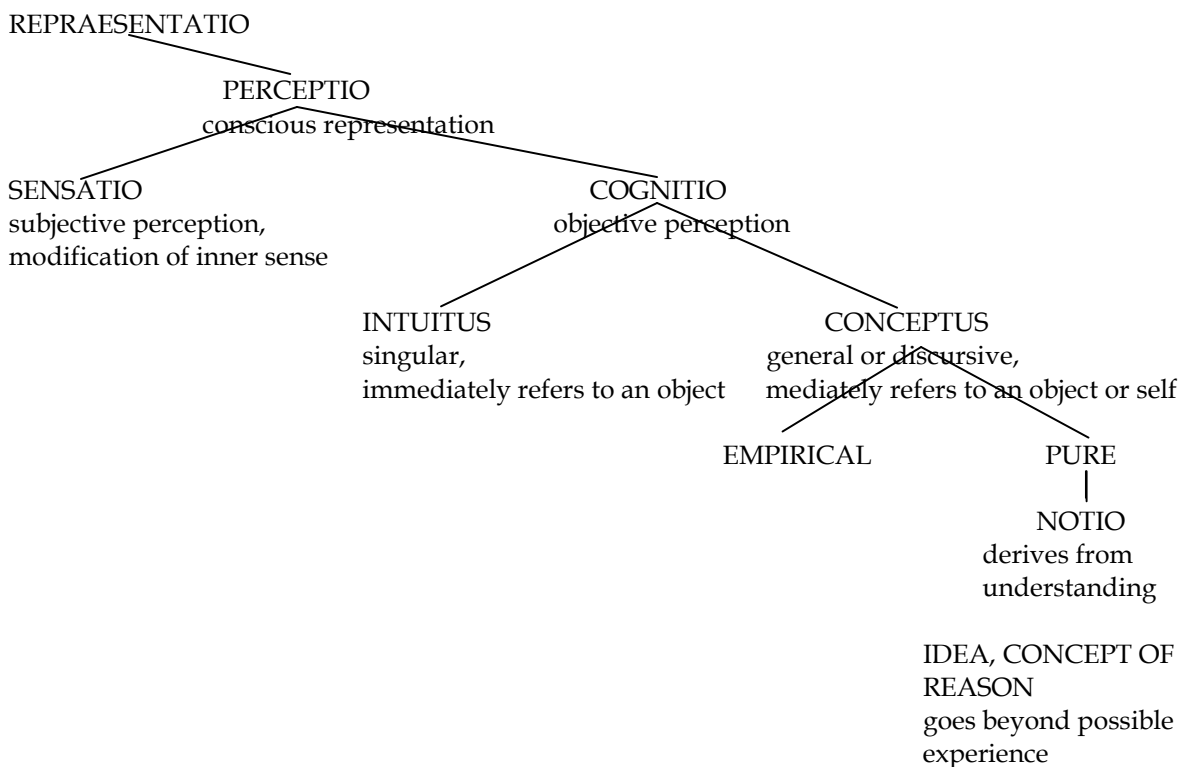 REPRAESENTATIO
PERCEPTIO
conscious representation
SENSATIO
subjective perception,
modification of inner sense
COGNITIO
objective perception
INTUITUS
singular,
immediately refers to an object
CONCEPTUS
general or discursive,
mediately refers to an object or self
EMPIRICAL
PURE
NOTIO
derives from
understanding
IDEA, CONCEPT OF
REASON
goes beyond possible
experience